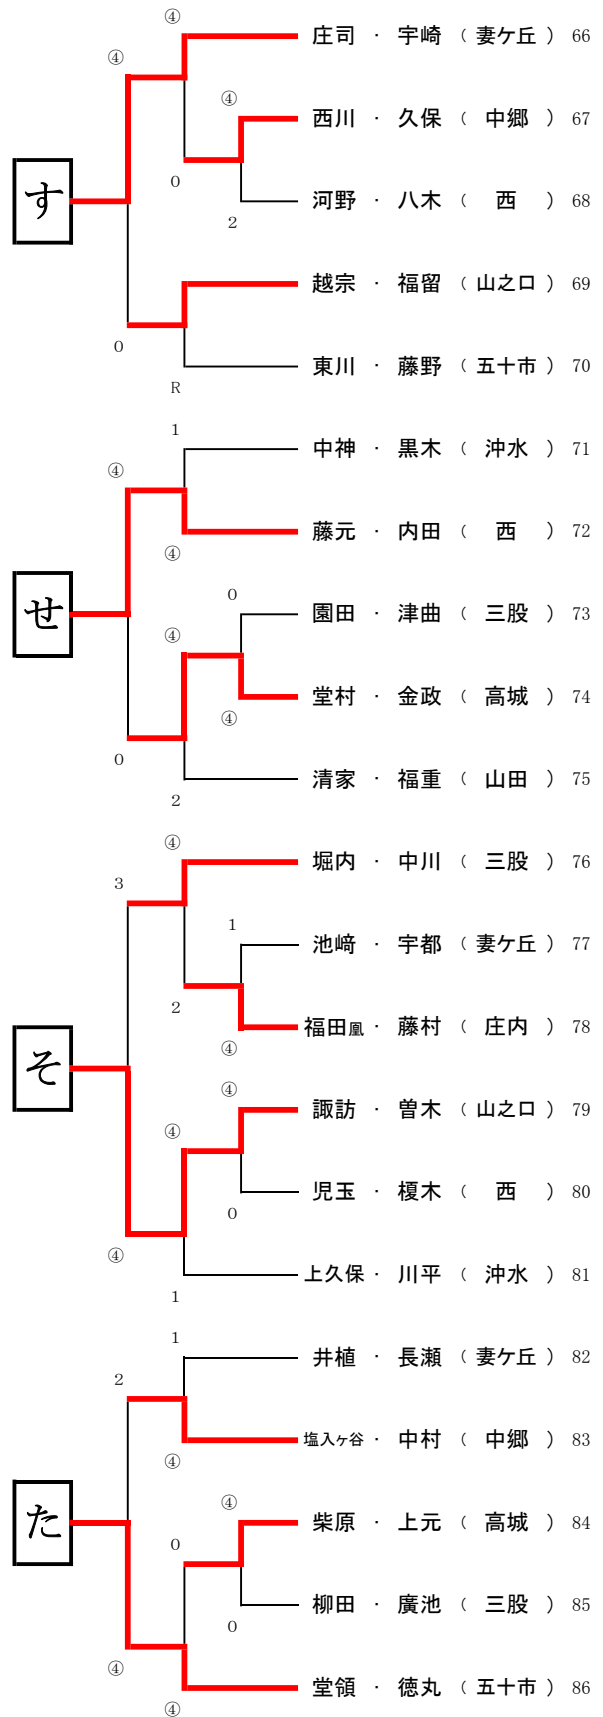 ④
庄司 ・ 宇崎 （ 妻ケ丘 ） 66
④
④
西川 ・ 久保 （ 中郷 ） 67
0
す
河野 ・ 八木 （ 西 ） 68
2
越宗 ・ 福留 （ 山之口 ） 69
0
東川 ・ 藤野 （ 五十市 ） 70
R
1
中神 ・ 黒木 （ 沖水 ） 71
④
藤元 ・ 内田 （ 西 ） 72
④
0
せ
園田 ・ 津曲 （ 三股 ） 73
④
堂村 ・ 金政 （ 高城 ） 74
④
0
清家 ・ 福重 （ 山田 ） 75
2
④
堀内 ・ 中川 （ 三股 ） 76
3
1
池﨑 ・ 宇都 （ 妻ケ丘 ） 77
2
福田凰 ・ 藤村 （ 庄内 ） 78
④
そ
④
諏訪 ・ 曽木 （ 山之口 ） 79
④
児玉 ・ 榎木 （ 西 ） 80
0
④
上久保 ・ 川平 （ 沖水 ） 81
1
1
井植 ・ 長瀬 （ 妻ケ丘 ） 82
2
塩入ヶ谷 ・ 中村 （ 中郷 ） 83
④
④
た
柴原 ・ 上元 （ 高城 ） 84
0
柳田 ・ 廣池 （ 三股 ） 85
0
④
堂領 ・ 徳丸 （ 五十市 ） 86
④